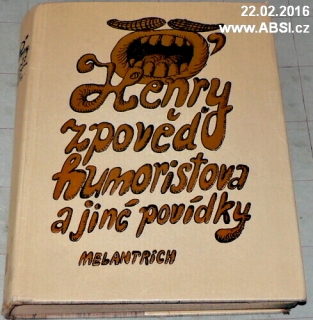 22.02.2016
www.ABSI.cz
O'
Henry
zpověď
humoristova
a jiné povídky
MELANTRICH